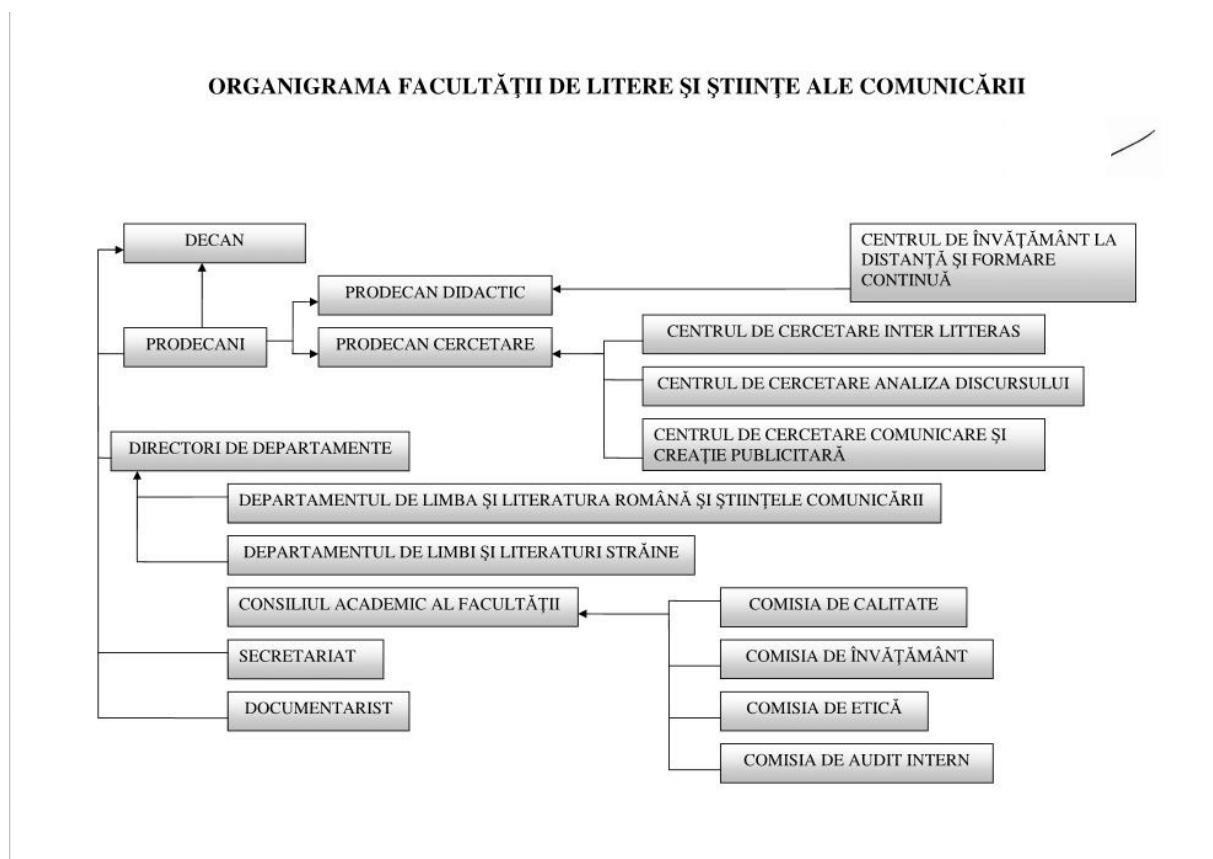 ORGANIGRAMA FACULTĂŢII DE LITERE ŞI ŞTIINŢE ALE COMUNICĂRII
DECAN
CENTRUL DE ÎNVĂŢĂMÂNT LA
DISTANŢĂ ŞI FORMARE
CONTINUĂ
PRODECAN DIDACTIC
PRODECANI
PRODECAN CERCETARE
CENTRUL DE CERCETARE INTER LITTERAS
CENTRUL DE CERCETARE ANALIZA DISCURSULUI
CENTRUL DE CERCETARE COMUNICARE ŞI
CREAŢIE PUBLICITARĂ
DIRECTORI DE DEPARTAMENTE
DEPARTAMENTUL DE LIMBA ŞI LITERATURA ROMÂNĂ ŞI ŞTIINŢELE COMUNICĂRII
DEPARTAMENTUL DE LIMBI ŞI LITERATURI STRĂINE
CONSILIUL ACADEMIC AL FACULTĂŢII
COMISIA DE CALITATE
SECRETARIAT
COMISIA DE ÎNVĂŢĂMÂNT
DOCUMENTARIST
COMISIA DE ETICĂ
COMISIA DE AUDIT INTERN